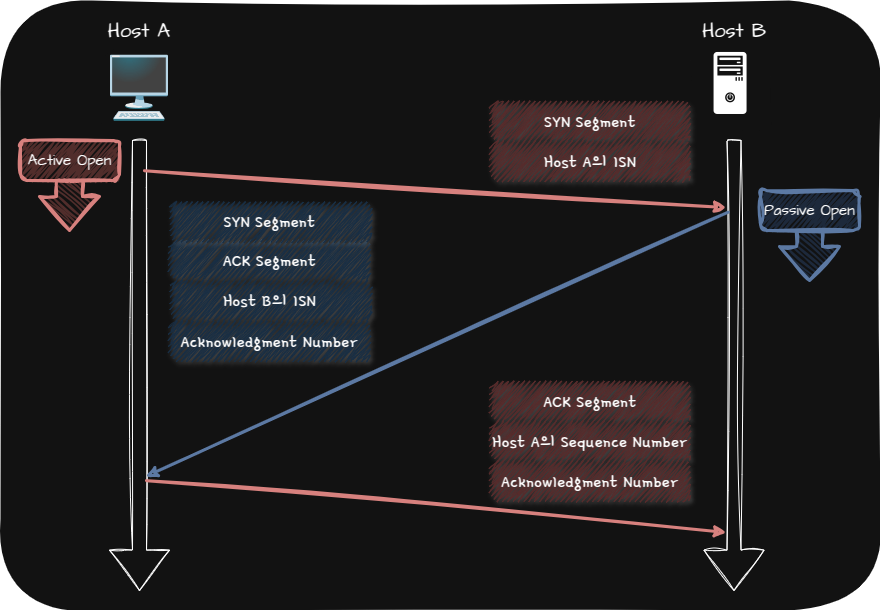 Host A
Host B
SYN Segment
Host A의 ISN
Active Open
Passive Open
SYN Segment
ACK Segment
Host B의 ISN
Acknowledgment Number
ACK Segment
Host A의 Sequence Number
Acknowledgment Number